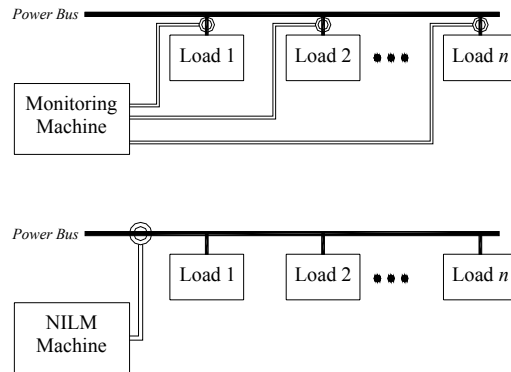 Power Bus
Load 1
Load 2
Load n
Monitoring
Machine
Power Bus
Load 1
Load 2
Load n
NILM
Machine